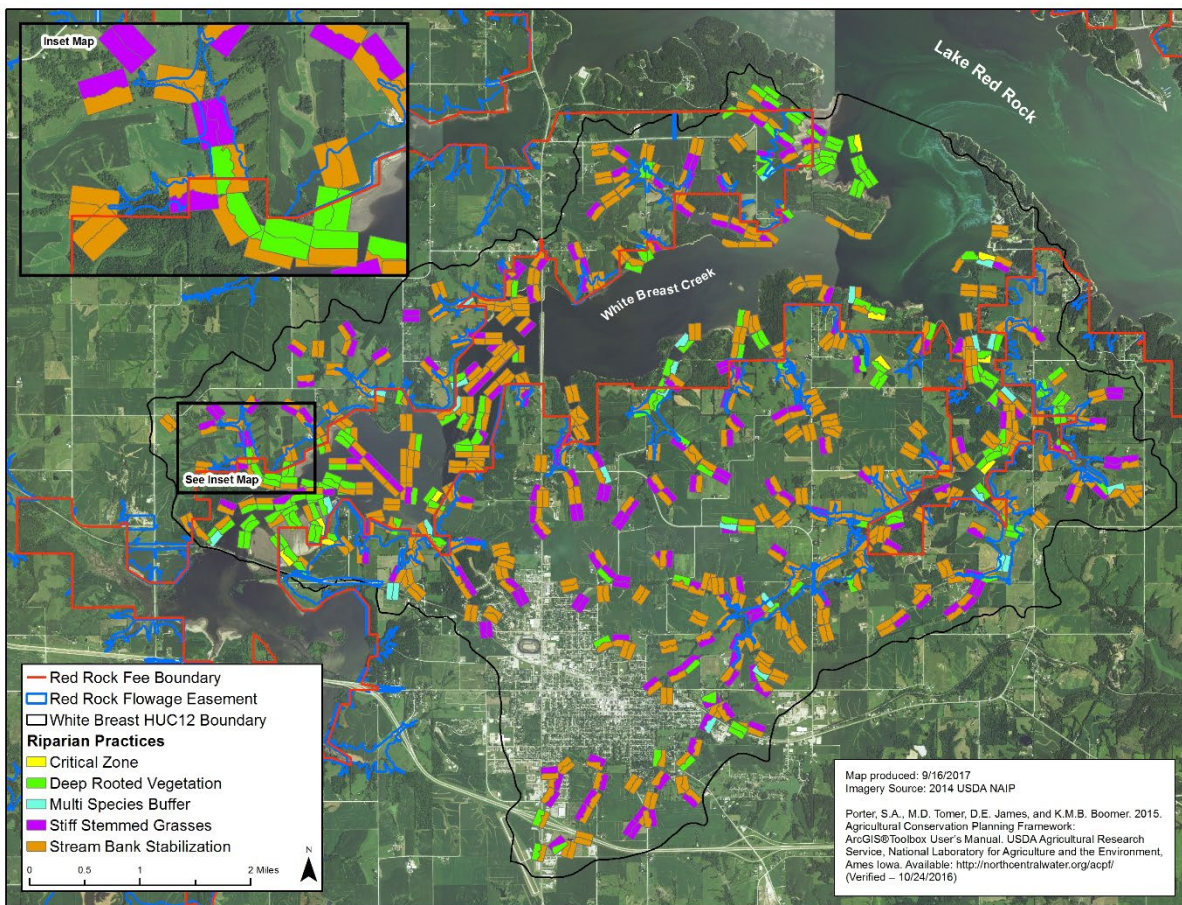 Inset Map
Lake Red Rock
White Breast Creek
See Inset Map
Red Rock Fee Boundary
Red Rock Flowage Easement
White Breast HUC12 Boundary
Riparian Practices
Critical Zone
Deep Rooted Vegetation
Multi Species Buffer
Stiff Stemmed Grasses
Stream Bank Stabilization
N
0 0.5 1 2 Miles
Map produced: 9/16/2017
Imagery Source: 2014 USDA NAIP
Porter, S.A., M.D. Tomer, D.E. James, and K.M.B. Boomer. 2015.
Agricultural Conservation Planning Framework:
ArcGIS®Toolbox User's Manual. USDA Agricultural Research
Service, National Laboratory for Agriculture and the Environment,
Ames Iowa. Available: http://northcentralwater.org/acpf/
(Verified – 10/24/2016)